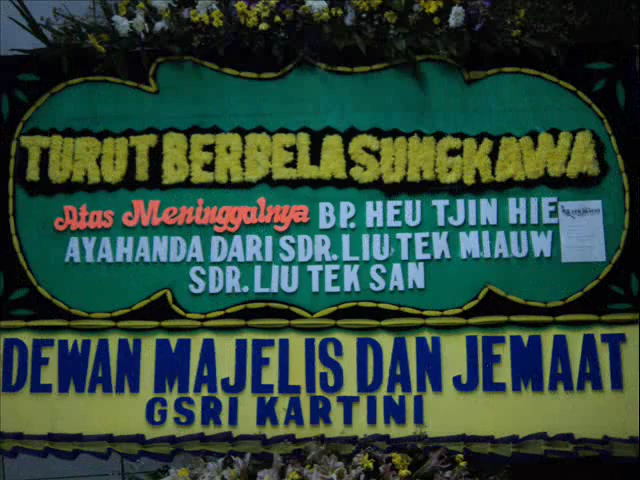 TURUT BERBELASUNGKAWA
Atas Meninggalnya BP. HEU TJIN HIE
AYAHANDA DARI SDR. LIU TEK MIAUW
SDR. LIU TEK SAN
DEWAN MAJELIS DAN JEMAAT
GSRI KARTINI